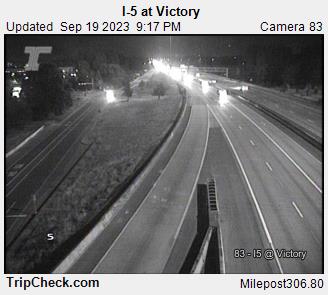 I-5 at Victory
Updated Sep 19 2023 9:17 PM Camera 83
T
S
83 - I5 @ Victory
TripCheck.com Milepost306.80